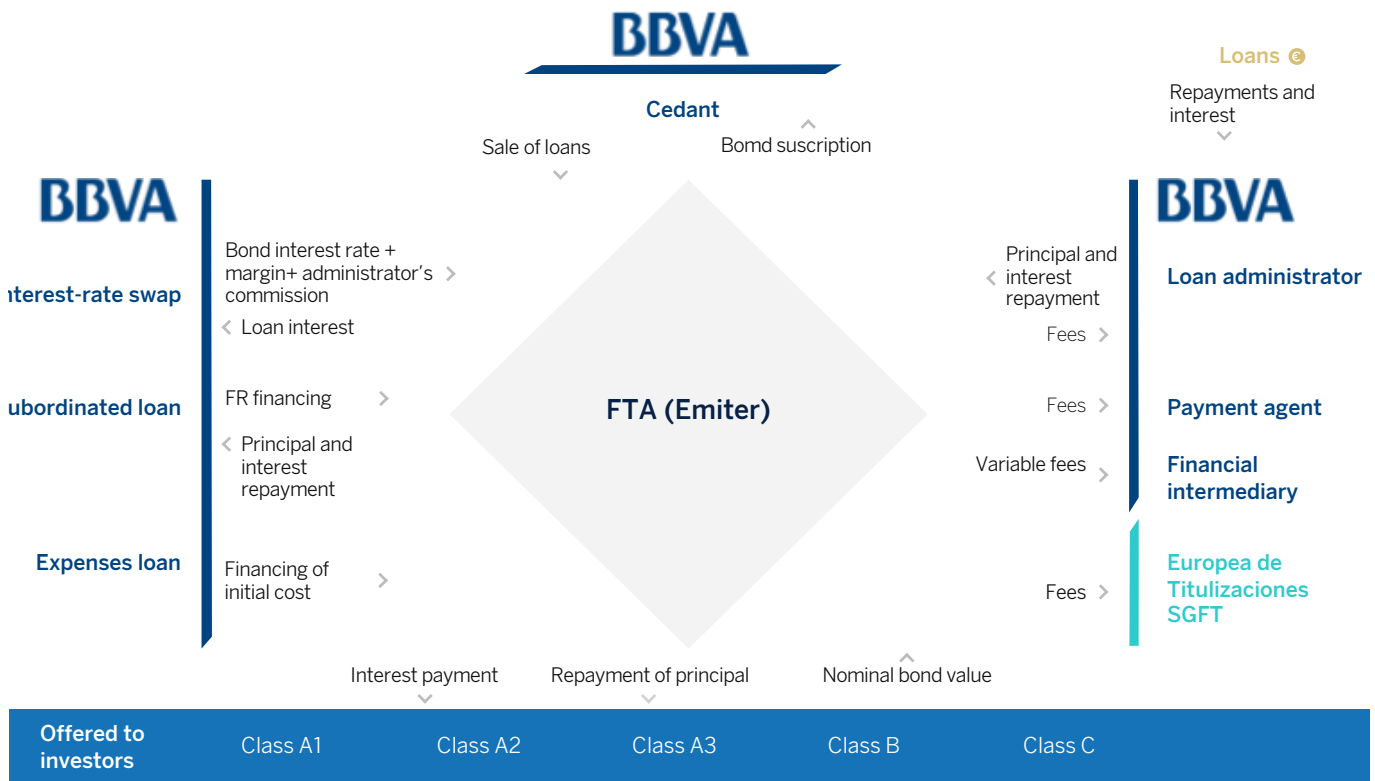 BBVA
Cedant
Loans €
Repayments and
interest
Sale of loans
Bomd suscription
BBVA
nterest-rate swap
Bond interest rate +
margin+ administrator's
commission
Loan interest
ubordinated loan
FR financing
Principal and
interest
repayment
Expenses loan
Financing of
initial cost
FTA (Emiter)
BBVA
Principal and
interest
repayment
Loan administrator
Fees
Fees
Payment agent
Variable fees
Financial
intermediary
Fees
Europea de
Titulizaciones
SGFT
Interest payment
Repayment of principal
Nominal bond value
Offered to
investors
Class A1
Class A2
Class A3
Class B
Class C